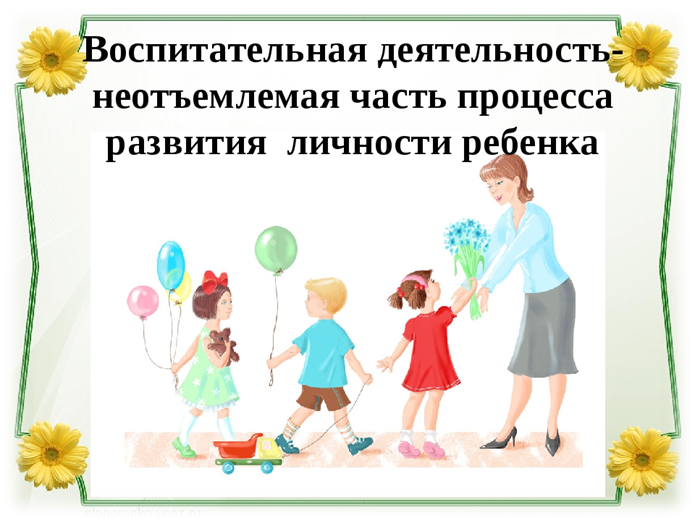 Воспитательная деятельность-
неотъемлемая часть процесса
развития  личности ребенка